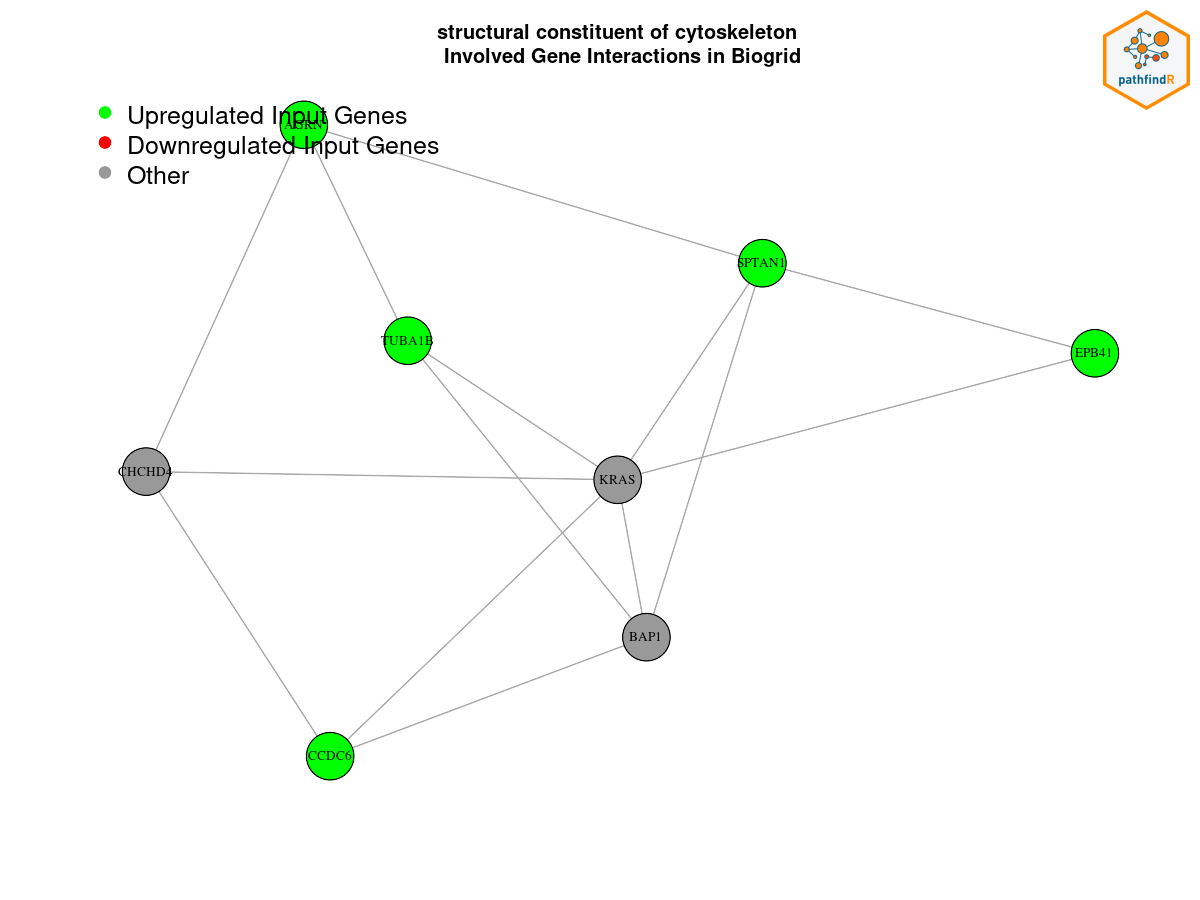 structural constituent of cytoskeleton
Involved Gene Interactions in Biogrid
pathfindR
Upregulated Input Genes
AGRN
Downregulated Input Genes
Other
SPTAN1
TUBA1B
EPB41
CHCHD4
KRAS
BAP1
CCDC6